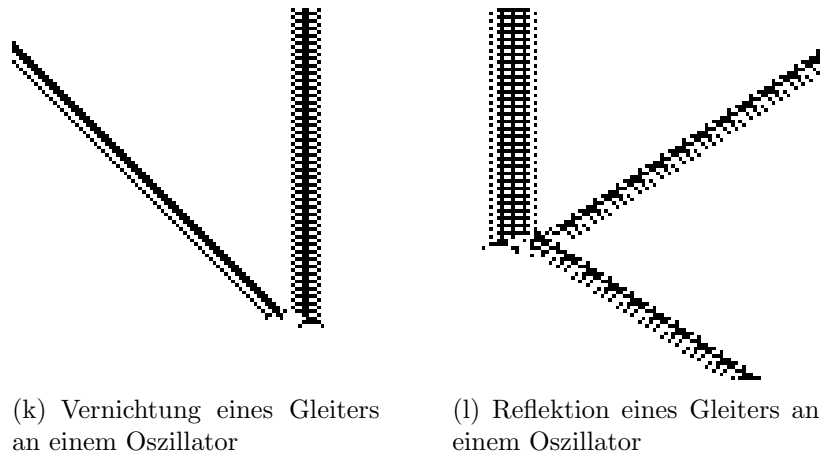 (k) Vernichtung eines Gleiters
an einem Oszillator
(l) Reflektion eines Gleiters an
einem Oszillator